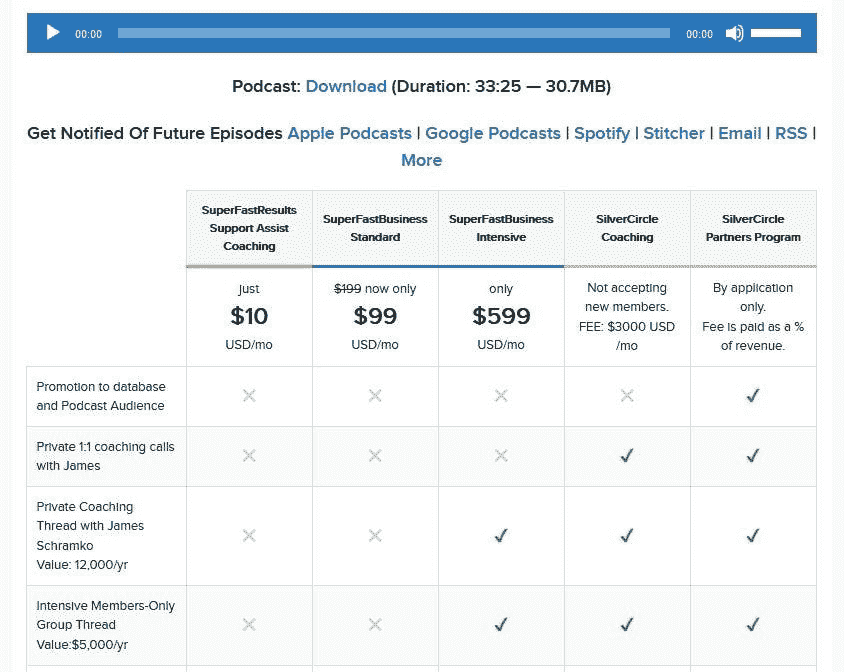 00:00 00:00
Podcast: Download (Duration: 33:25 — 30.7MB)
Get Notified Of Future Episodes Apple Podcasts | Google Podcasts | Spotify | Stitcher | Email | RSS |
More
SuperFastResults
Support Assist
Coaching
SuperFastBusiness
Standard
SuperFastBusiness
Intensive
SilverCircle
Coaching
SilverCircle
Partners Program
just
$10
USD/mo
$199 now only
$99
USD/mo
only
$599
USD/mo
Not accepting
new members.
FEE: $3000 USD
/mo
By application
only.
Fee is paid as a %
of revenue.
Promotion to database
and Podcast Audience
Private 1:1 coaching calls
with James
Private Coaching
Thread with James
Schramko
Value: 12,000/yr
Intensive Members-Only
Group Thread
Value:$5,000/yr